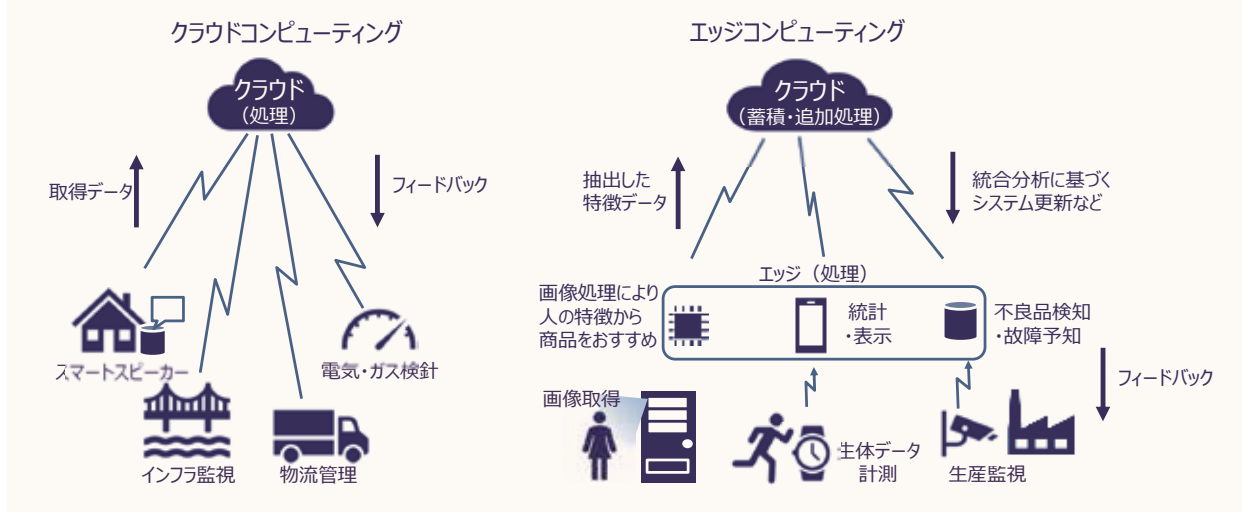 クラウドコンピューティング
クラウド
(処理)
取得データ
フィードバック
スマートスピーカー
電気・ガス検針
インフラ監視
物流管理
エッジコンピューティング
クラウド
(蓄積・追加処理)
抽出した
特徴データ
統合分析に基づく
システム更新など
エッジ(処理)
画像処理により
人の特徴から
商品をおすすめ
統計
・表示
不良品検知
・故障予知
フィードバック
画像取得
生体データ
計測
生産監視